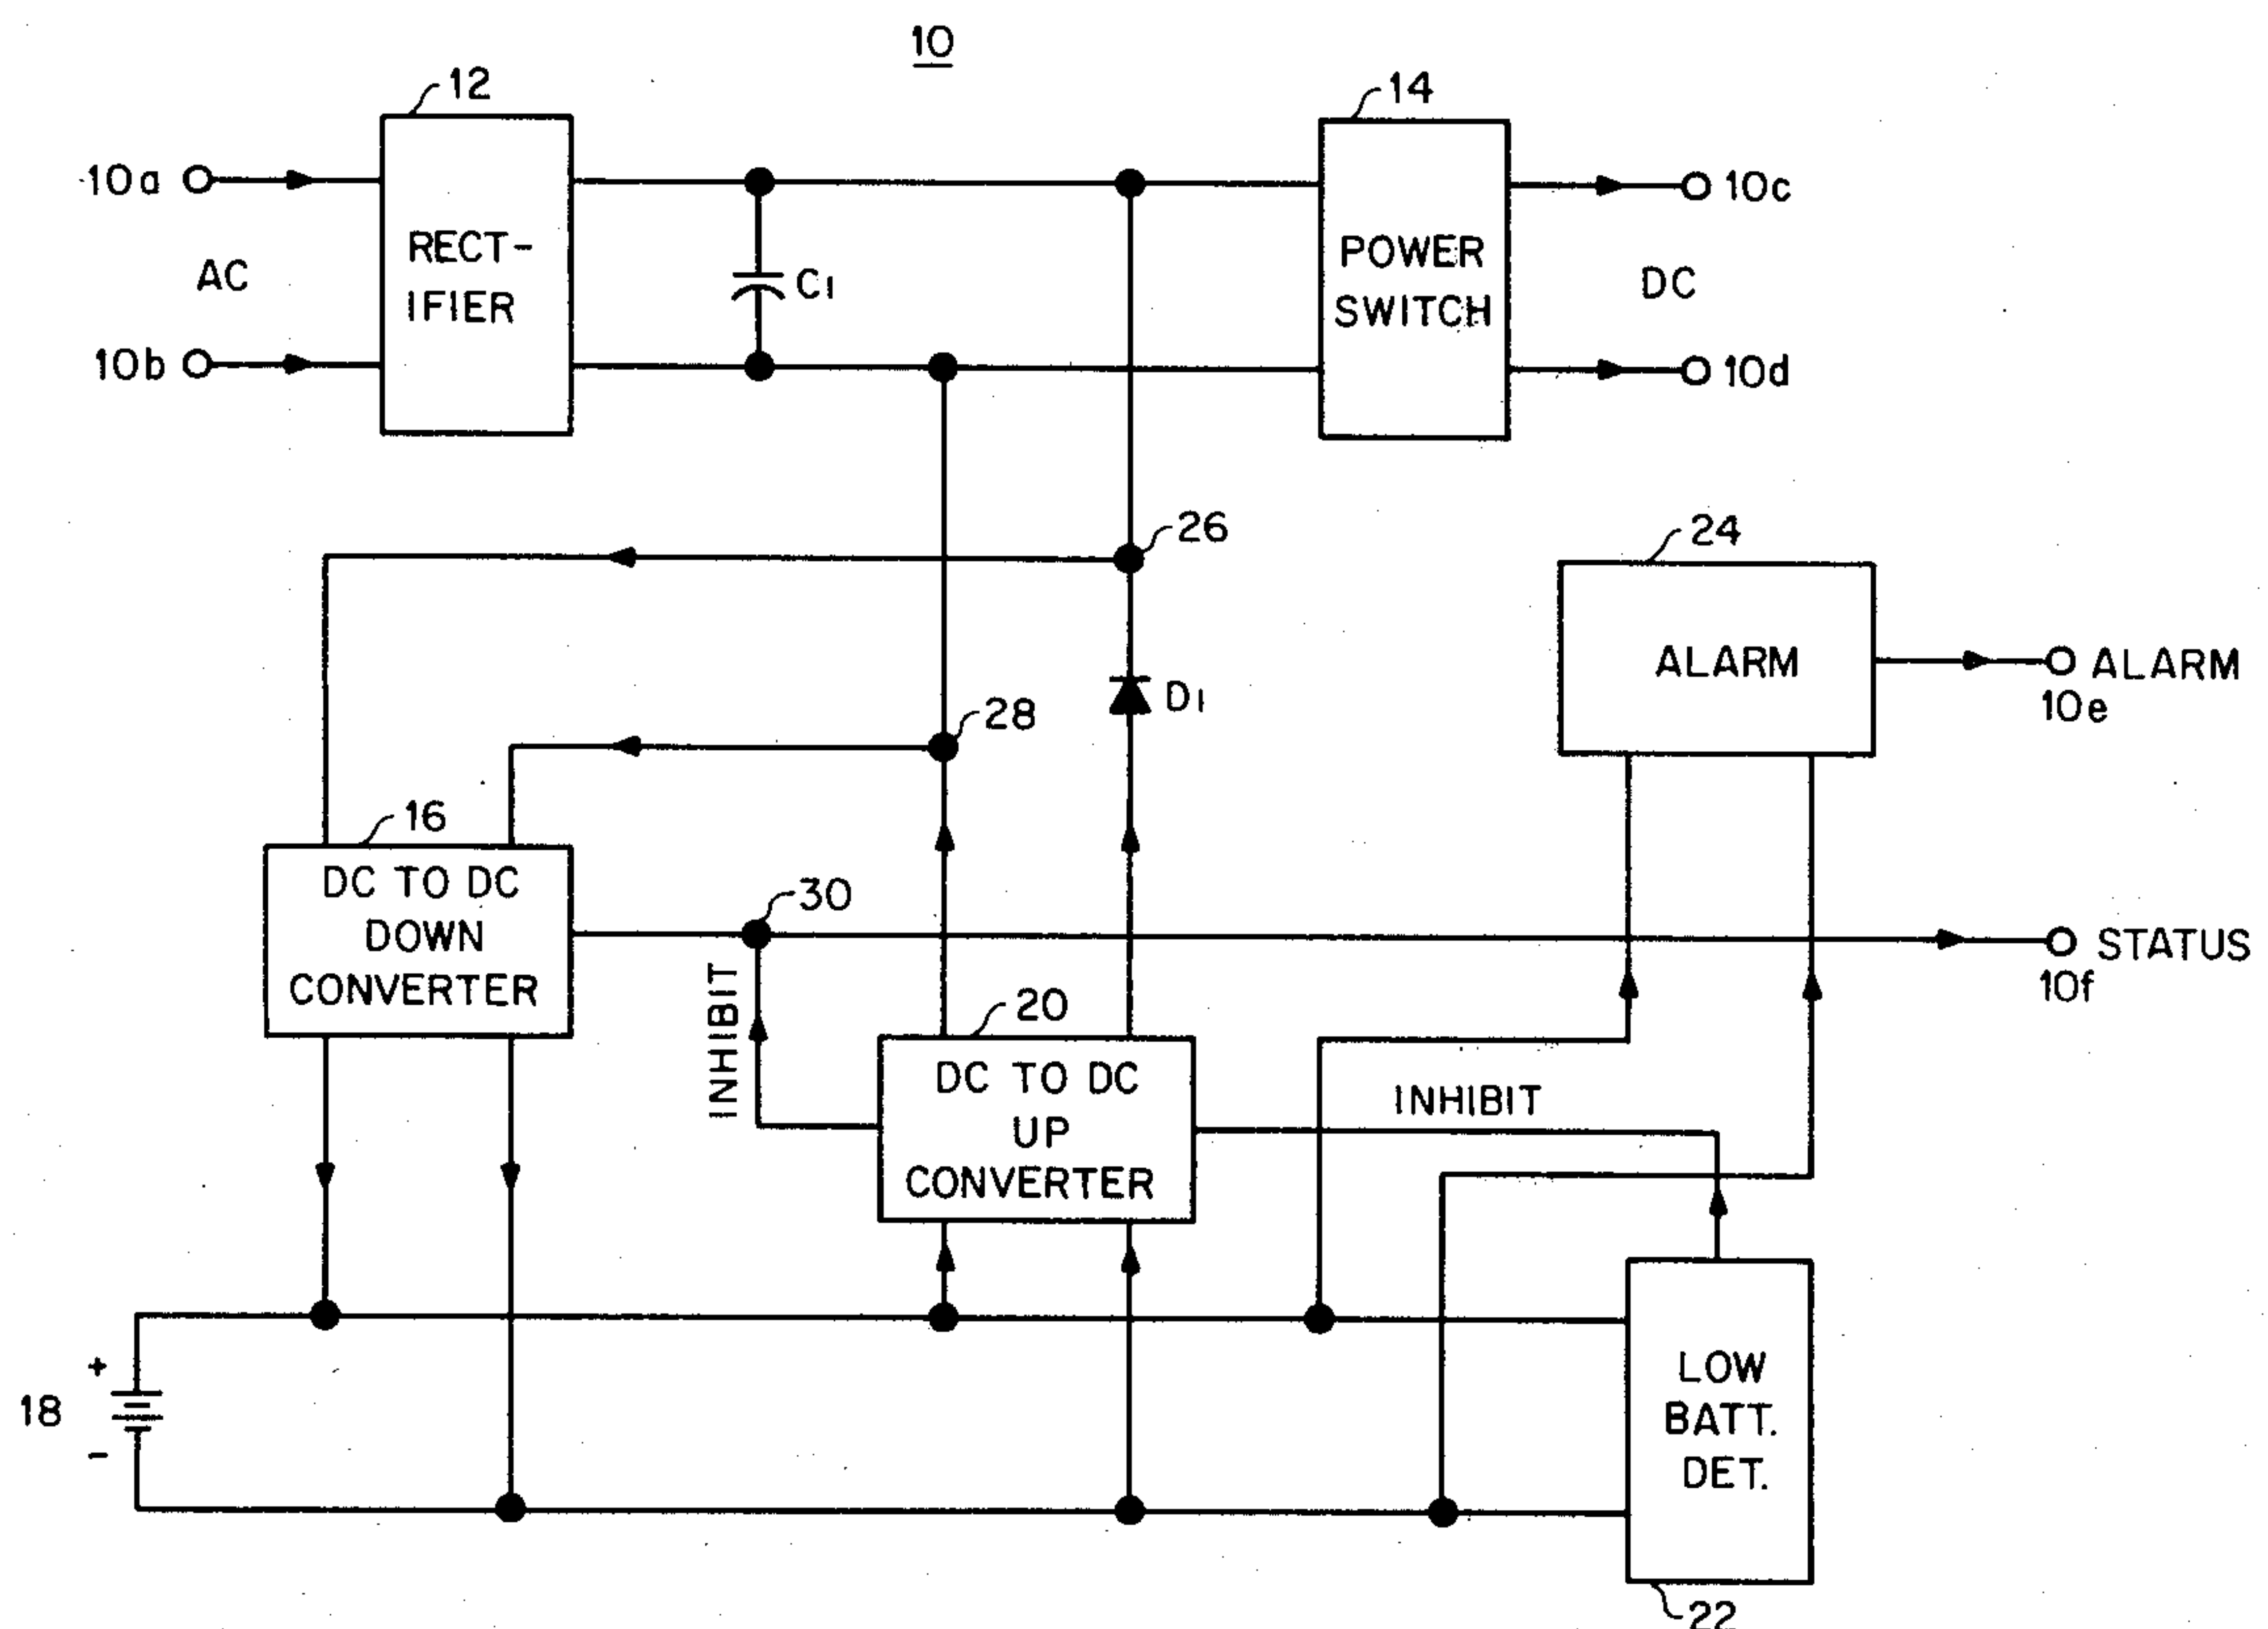 10
12
14
10a
10c
RECT-
IFIER
POWER
SWITCH
AC
C1
DC
10b
10d
26
24
ALARM
ALARM
10e
D1
28
16
DC TO DC
DOWN
CONVERTER
30
STATUS
10f
INHIBIT
20
DC TO DC
UP
CONVERTER
INHIBIT
+
18
-
LOW
BATT.
DET.
22